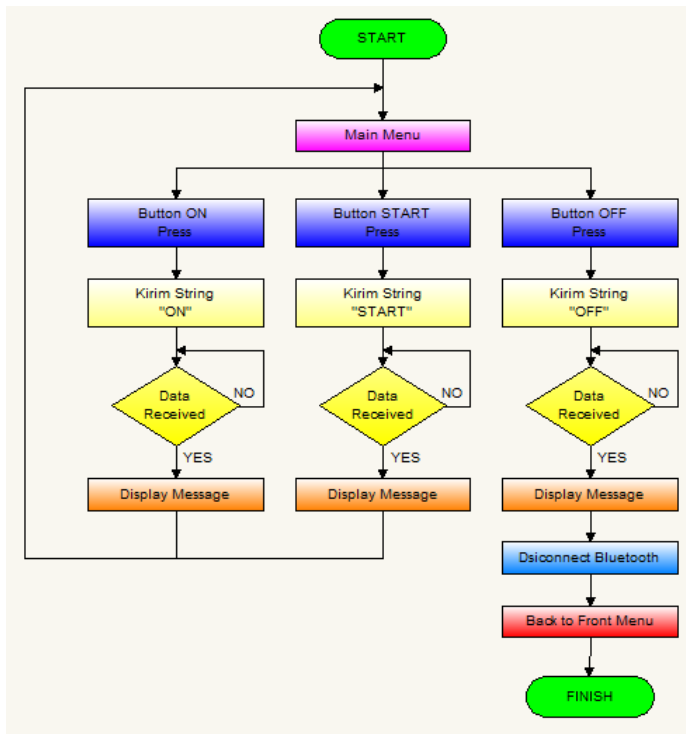 START
Main Menu
Button ON
Press
Button START
Press
Button OFF
Press
Kirim String
"ON"
Kirim String
"START"
Kirim String
"OFF"
Data
Received
NO
Data
Received
NO
Data
Received
NO
YES
YES
YES
Display Message
Display Message
Display Message
Dsiconnect Bluetooth
Back to Front Menu
FINISH